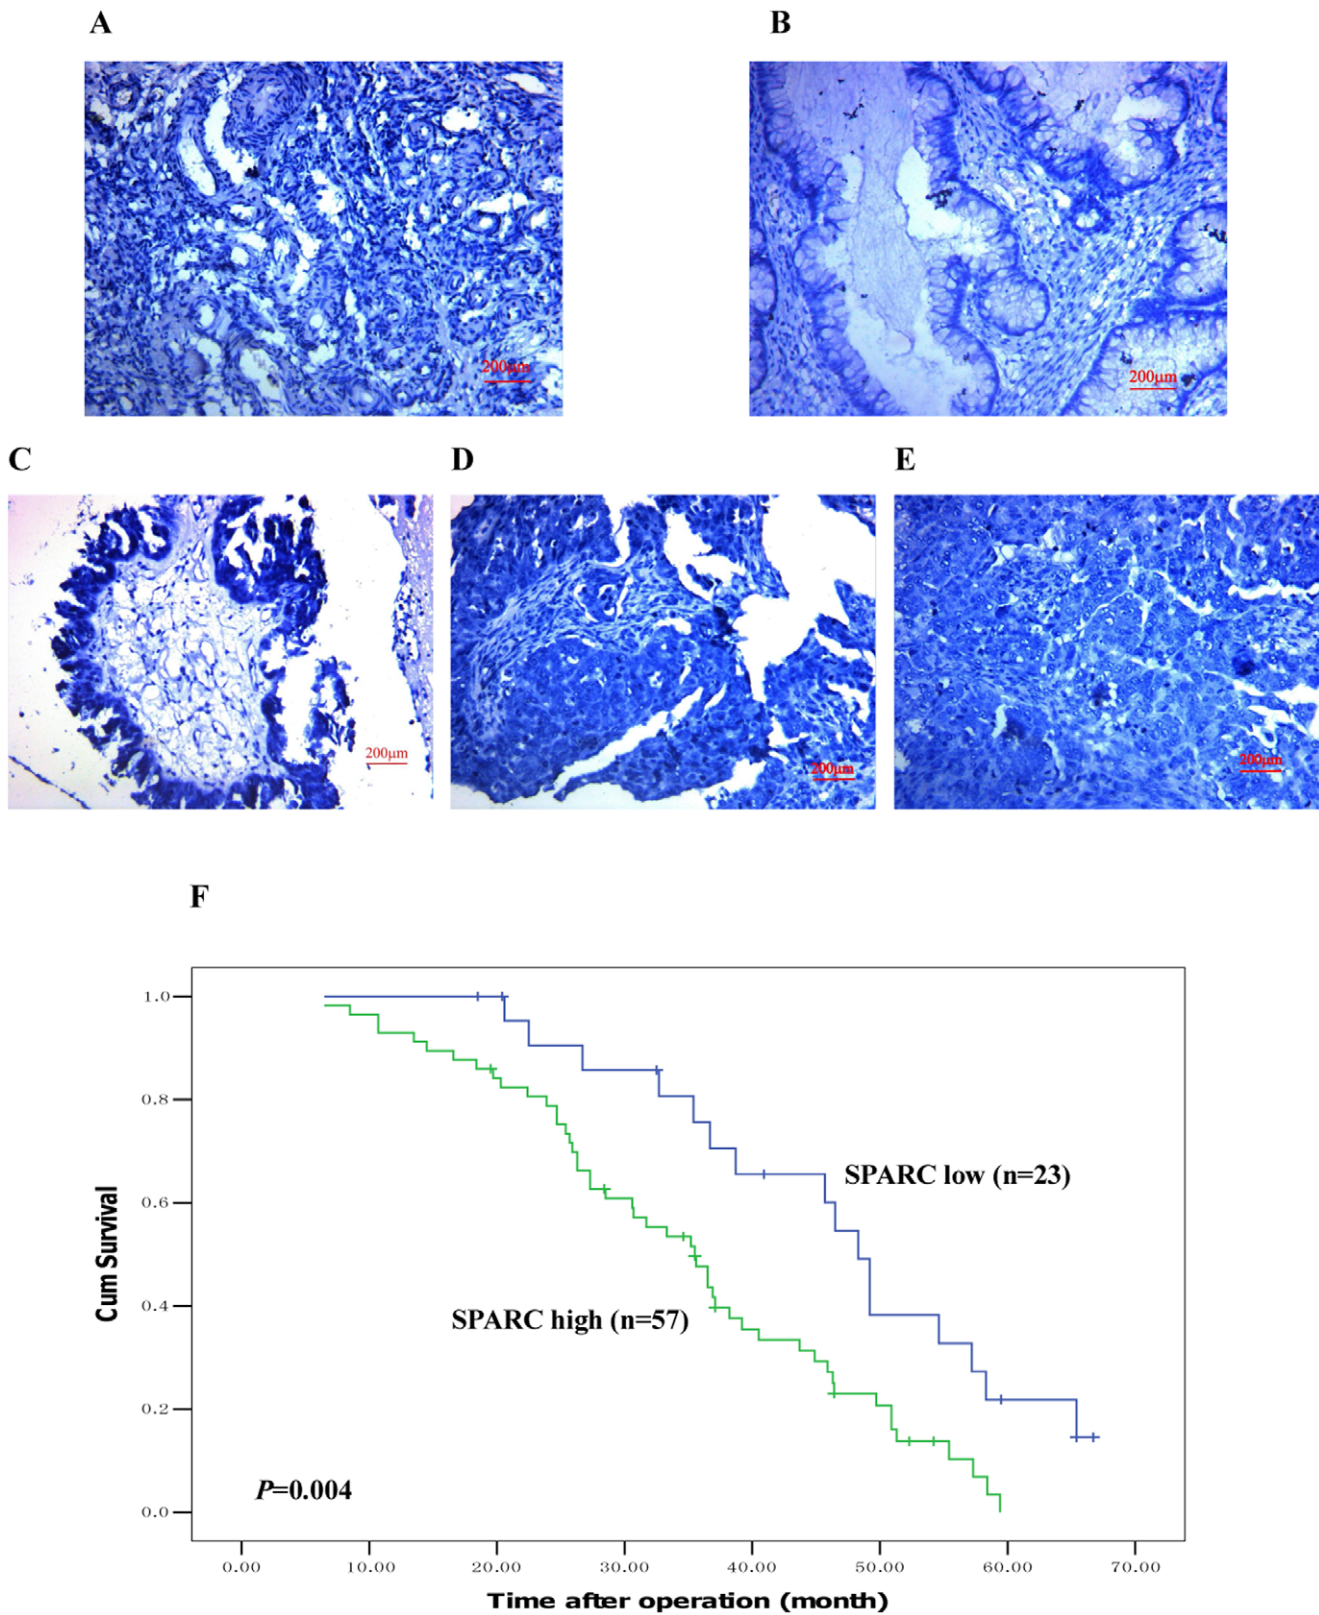 A
B
200μm
200μm
C
D
E
200μm
200μm
200μm
F
1.0
0.8
0.6
0.4
0.2
0.0
Cum Survival
SPARC low (n=23)
SPARC high (n=57)
P=0.004
0.00 10.00 20.00 30.00 40.00 50.00 60.00 70.00
Time after operation (month)